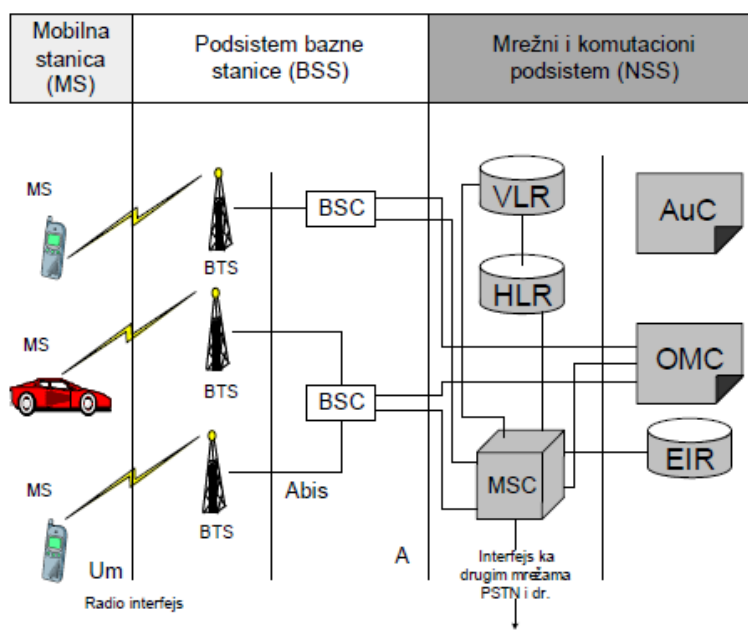 Mobilna
stanica
(MS)
Podsistem bazne
stanice (BSS)
Mrežni i komutacioni
podsistem (NSS)
MS
BTS
BSC
VLR
AuC
HLR
MS
BTS
BSC
OMC
EIR
MS
BTS
Abis
MSC
Um
A
Radio interfejs
Interfejs ka
drugim mrežama
PSTN i dr.